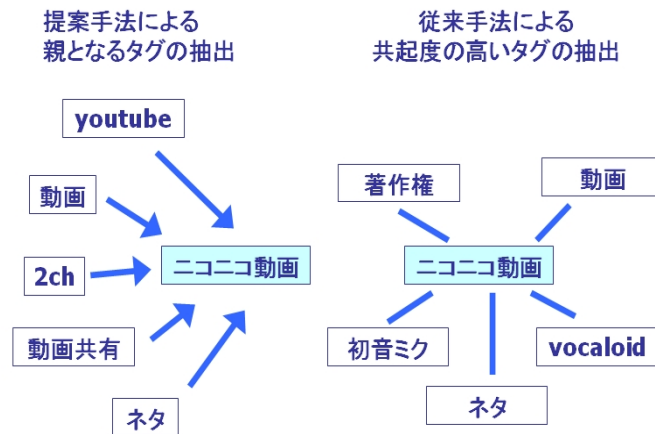 提案手法による
親となるタグの抽出
youtube
動画
2ch
動画共有
ネタ
ニコニコ動画
従来手法による
共起度の高いタグの抽出
著作権
動画
ニコニコ動画
初音ミク
ネタ
vocaloid